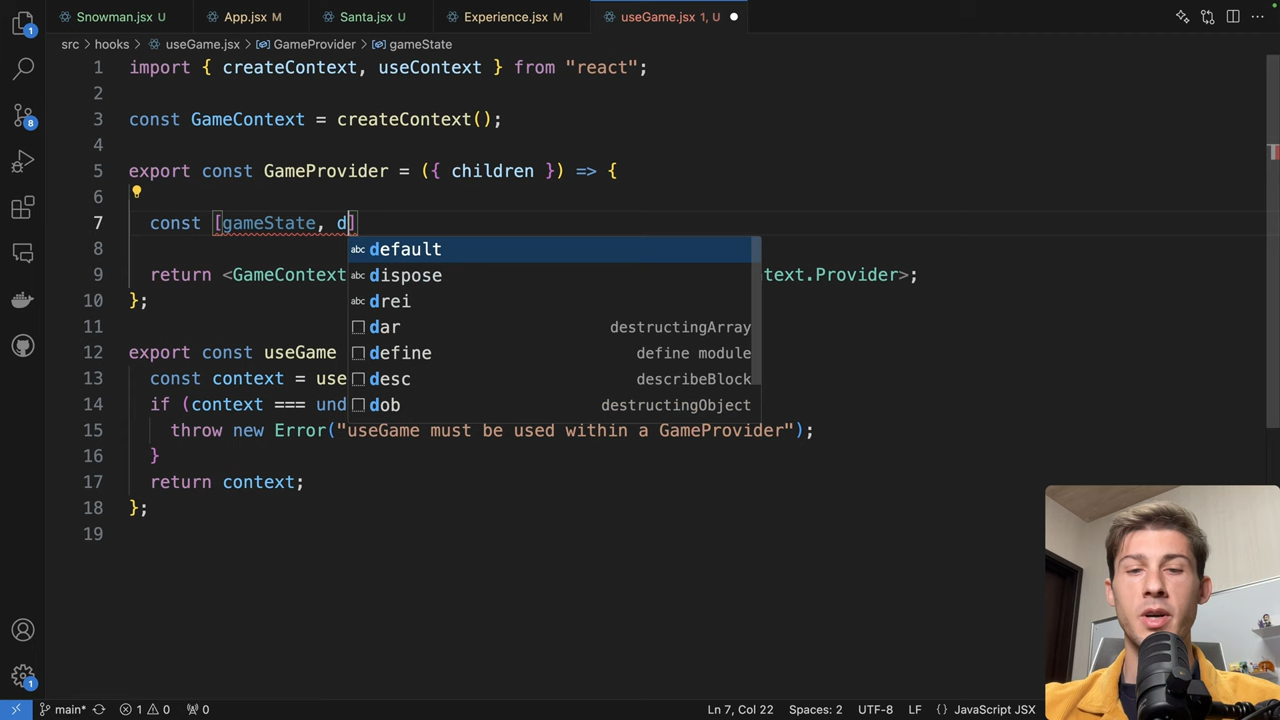 Snowman.jsx App.jsx M Santa.jsx U Experience.jsx M useGame.jsx 1, U
src > hooks > useGame.jsx > GameProvider > gameState
1 import { createContext, useContext } from "react";
2
3 const GameContext = createContext();
4
5 export const GameProvider = ({ children }) => {
6
7 const [gameState, d]
8
default
dispose
9 return <GameContext text.Provider>;
drei
10 };
11
dar destructingArray
12 export const useGame
define define module
13 const context = use
desc describeBlock
14 if (context === und
dob destructingObject
15 throw new Error("useGame must be used within a GameProvider");
16 }
17 return context;
18 };
19
1
8
1
main* 1 0 0 Ln 7, Col 22 Spaces: 2 UTF-8 LF {} JavaScript JSX